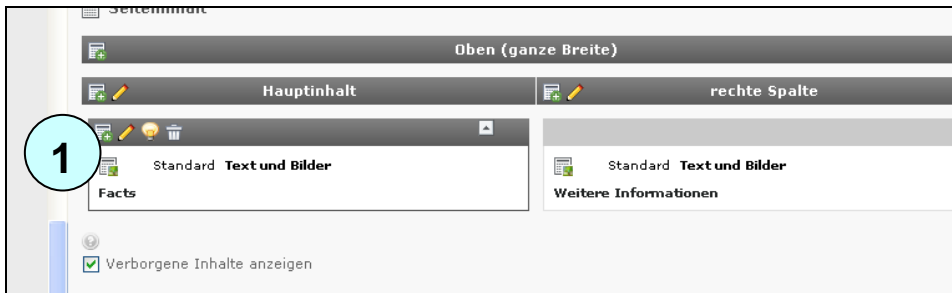 Seiteninhalt
Oben (ganze Breite)
Hauptinhalt
rechte Spalte
1
Standard Text und Bilder
Facts
Standard Text und Bilder
Weitere Informationen
Verborgene Inhalte anzeigen